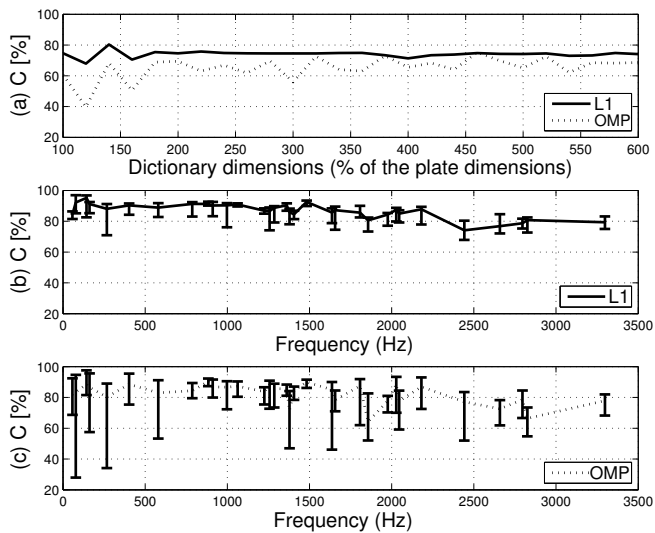 (a) C [%]
100
80
60
40
20
100 150 200 250 300 350 400 450 500 550 600
Dictionary dimensions (% of the plate dimensions)
L1
OMP
(b) C [%]
100
80
60
40
20
0 500 1000 1500 2000 2500 3000 3500
Frequency (Hz)
L1
(c) C [%]
100
80
60
40
20
0 500 1000 1500 2000 2500 3000 3500
Frequency (Hz)
OMP